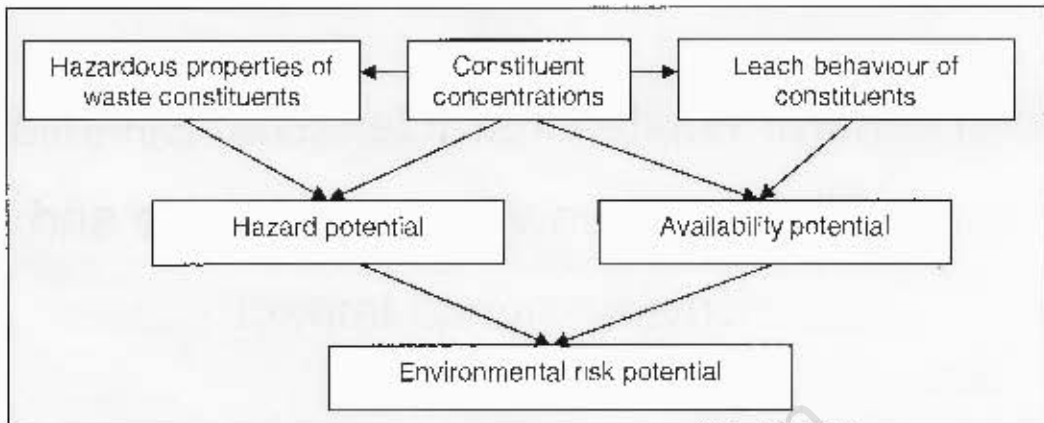 Hazardous properties of
waste constituents
Constituent
concentrations
Leach behaviour of
constituents
Hazard potential
Availability potential
Environmental risk potential